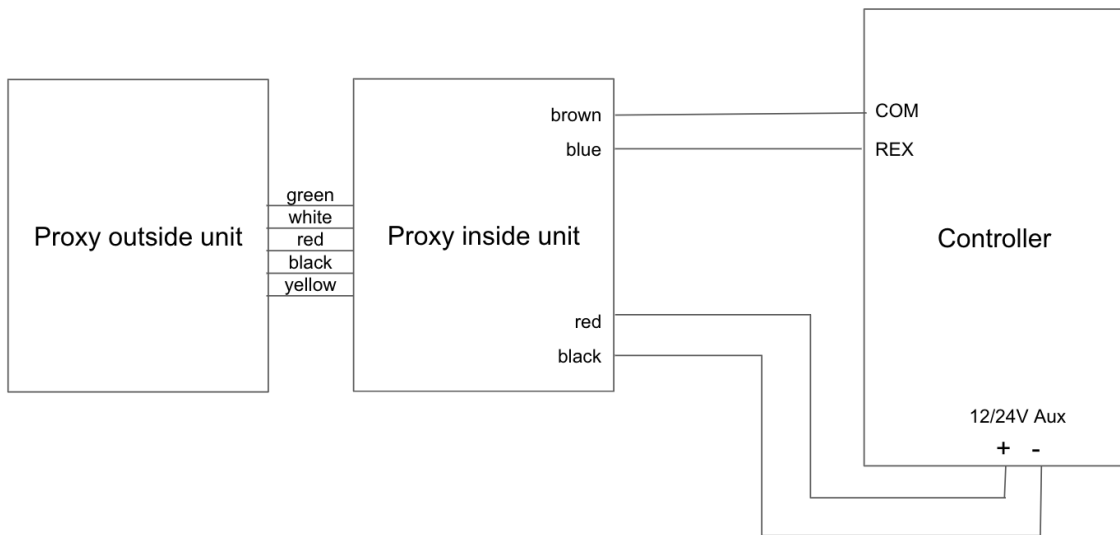 brown
COM
blue
REX
green
white
Proxy outside unit
red
Proxy inside unit
Controller
black
yellow
red
black
12/24V Aux
+ -